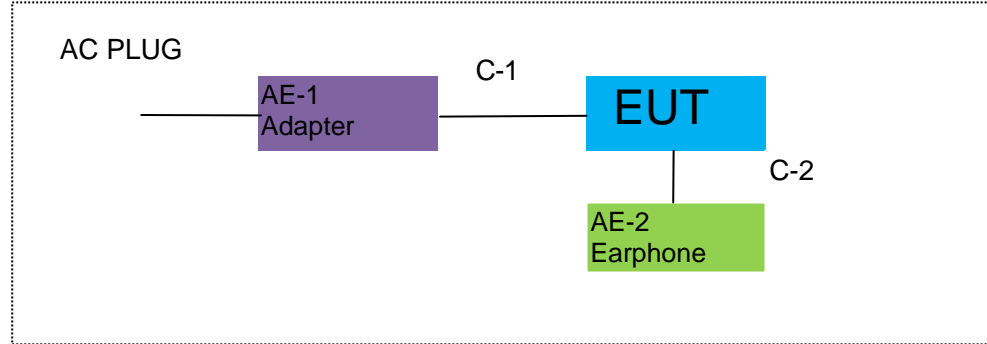 AC PLUG
C-1
AE-1
Adapter
EUT
C-2
AE-2
Earphone